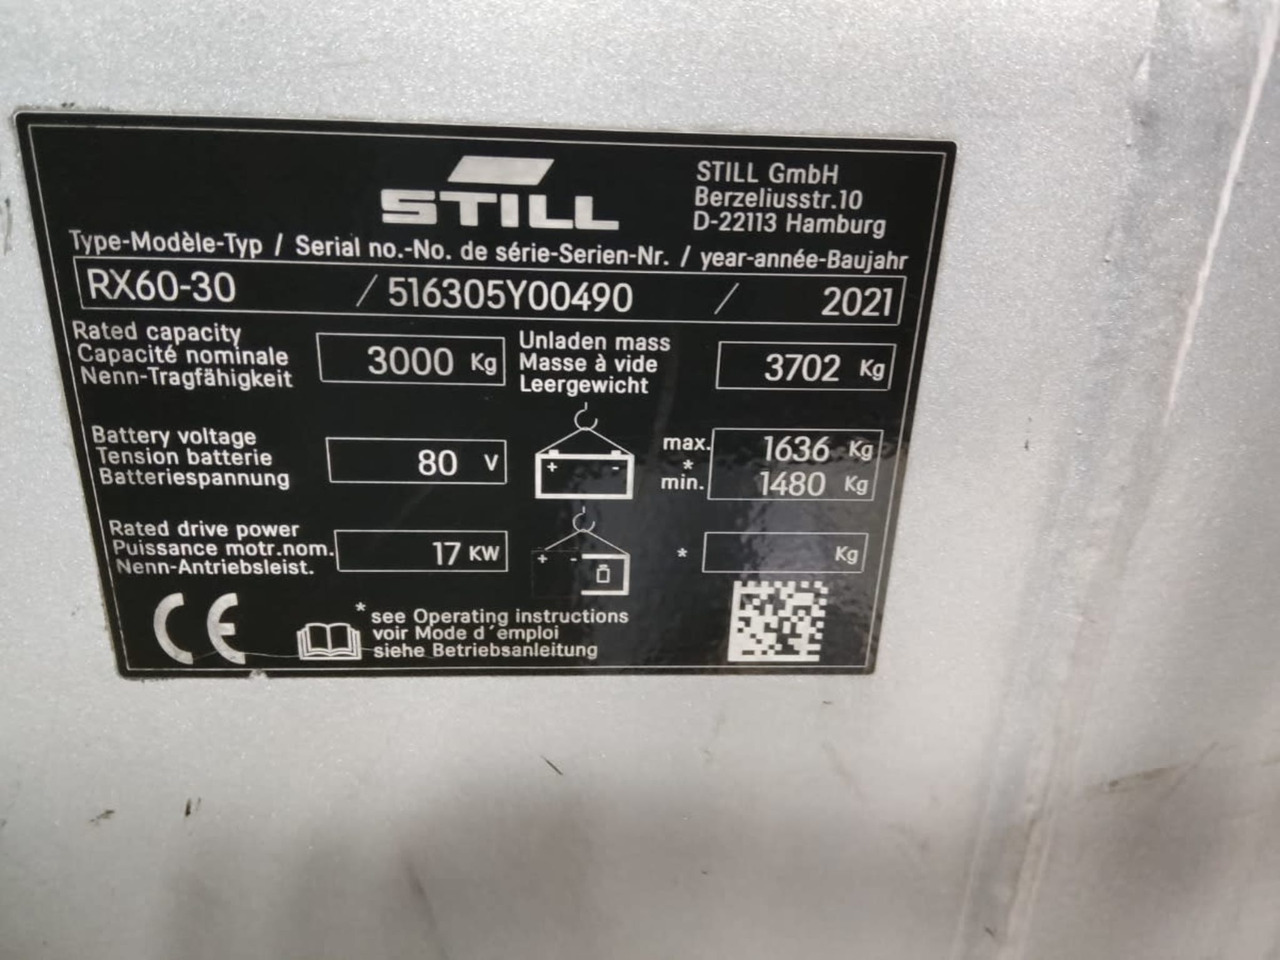 STILL
STILL GmbH
Berzeliusstr.10
D-22113 Hamburg
Type-Modèle-Typ / Serial no.-No. de série-Serien-Nr. / year-année-Baujahr
RX60-30 / 516305Y00490 / 2021
Rated capacity
Capacité nominale
Nenn-Tragfähigkeit
3000 Kg
Unladen mass
Masse à vide
Leergewicht
3702 Kg
Battery voltage
Tension batterie
Batteriespannung
80 V
+ -
max. 1636 Kg
*
min. 1480 Kg
Rated drive power
Puissance motr.nom.
Nenn-Antriebsleist.
17 KW
+ -
* Kg
CE
* see Operating instructions
voir Mode d´emploi
siehe Betriebsanleitung